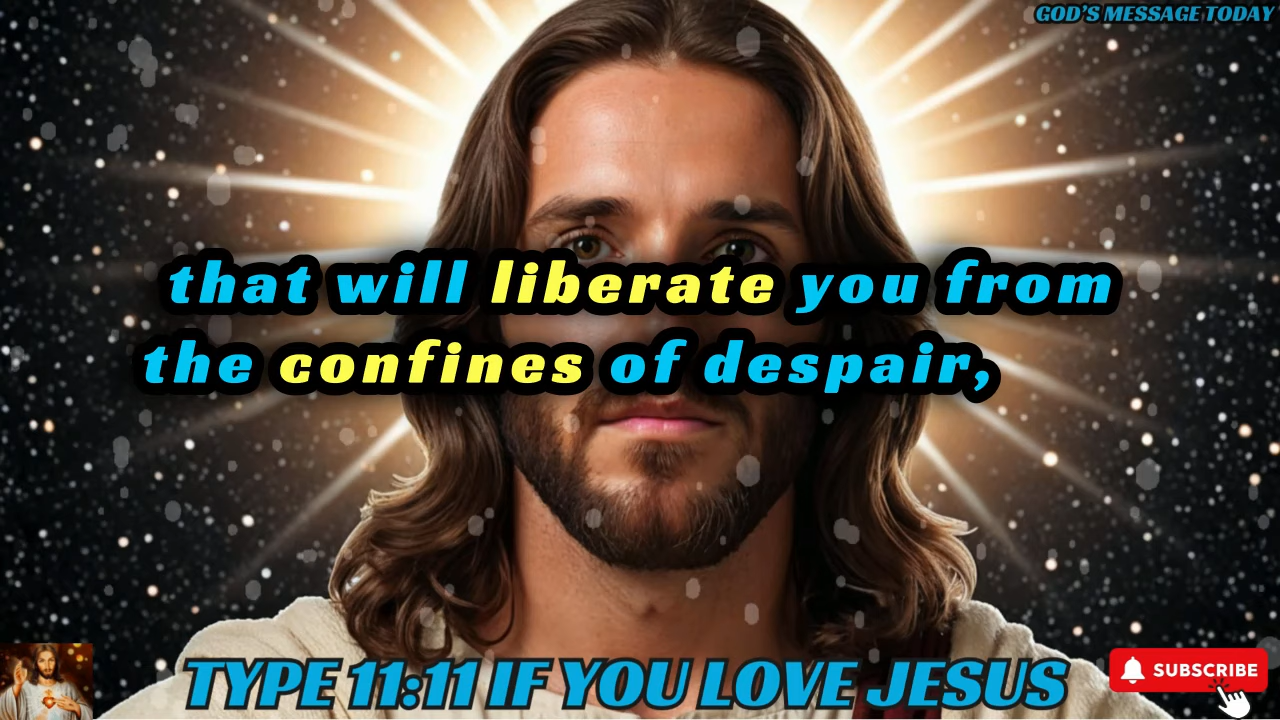 GOD'S MESSAGE TODAY
that will liberate you from
the confines of despair,
TYPE 11:11 IF YOU LOVE JESUS
SUBSCRIBE